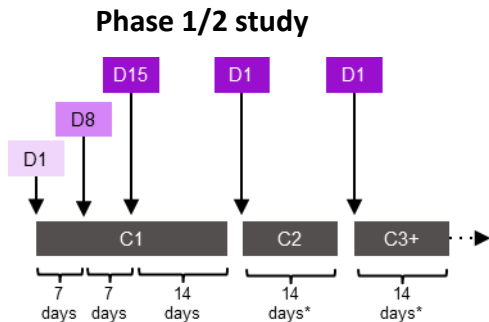 Phase 1/2 study
D15 D1 D1
D8
D1
C1 C2 C3+
7 7 14 14 14
days days days days* days*